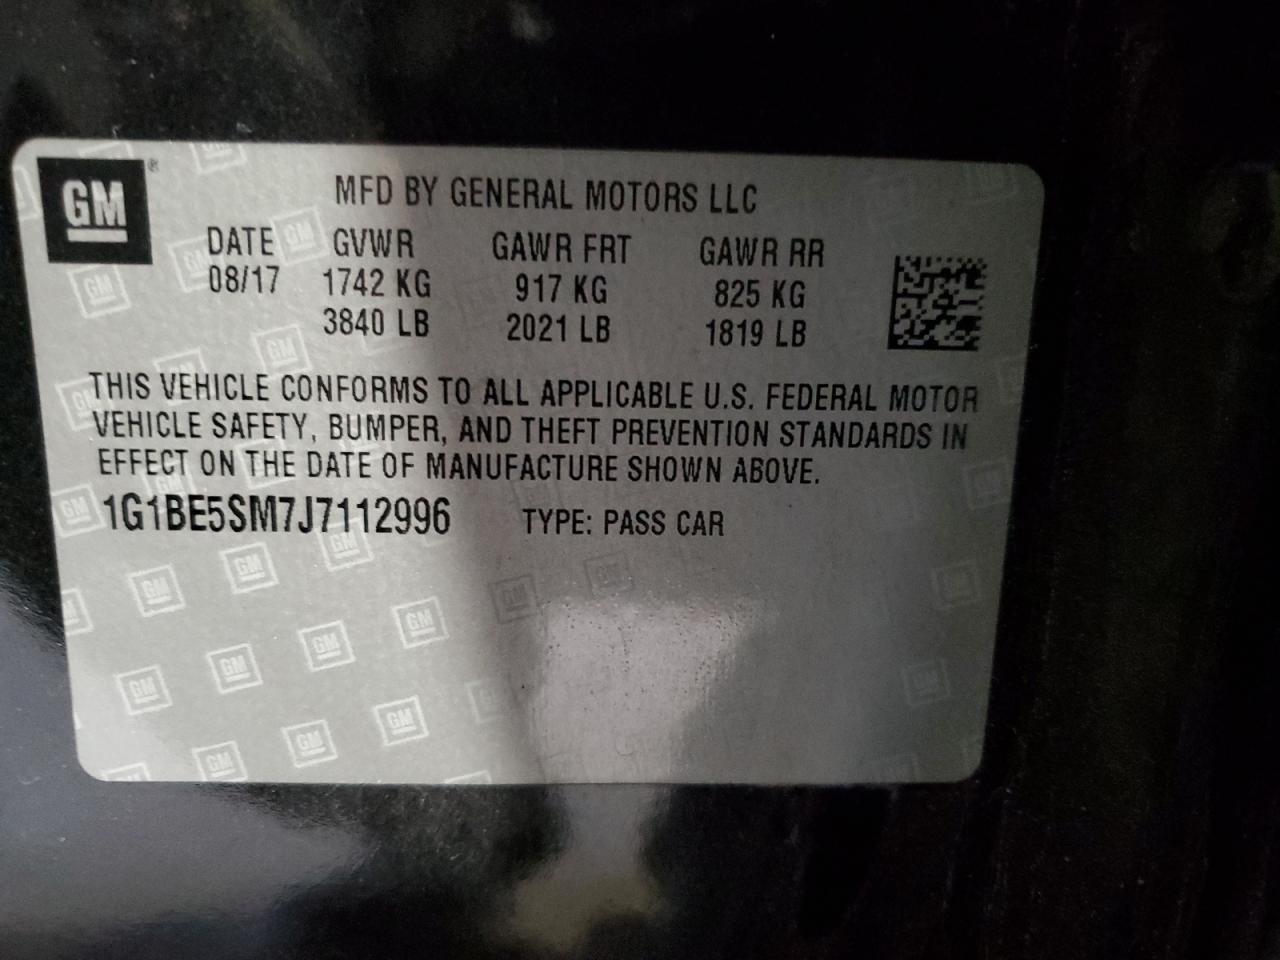 GM ®
MFD BY GENERAL MOTORS LLC
DATE GVWR GAWR FRT GAWR RR
08/17 1742 KG 917 KG 825 KG
3840 LB 2021 LB 1819 LB
THIS VEHICLE CONFORMS TO ALL APPLICABLE U.S. FEDERAL MOTOR
VEHICLE SAFETY, BUMPER, AND THEFT PREVENTION STANDARDS IN
EFFECT ON THE DATE OF MANUFACTURE SHOWN ABOVE.
1G1BE5SM7J7112996 TYPE: PASS CAR